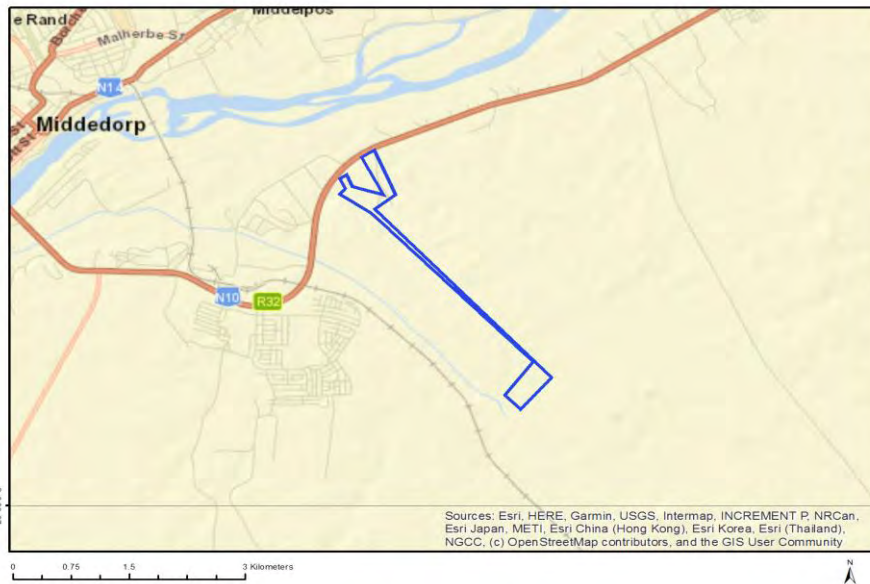 e Rand
Middelpos
Malherbe St
N14
Middedorp
St
N10
R32
Sources: Esri, HERE, Garmin, USGS, Intermap, INCREMENT P, NRCan,
Esri Japan, METI, Esri China (Hong Kong), Esri Korea, Esri (Thailand),
NGCC, (c) OpenStreetMap contributors, and the GIS User Community
0 0.75 1.5 3 Kilometers
N